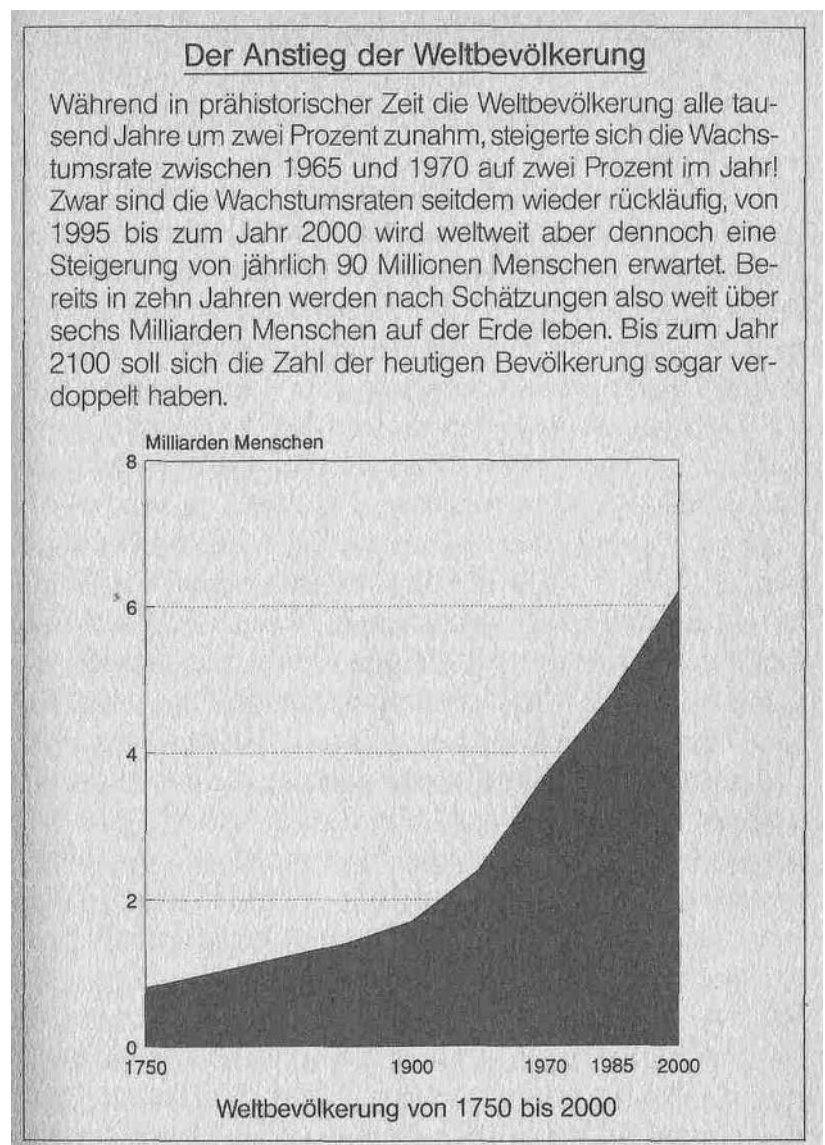 Der Anstieg der Weltbevölkerung
Während in prähistorischer Zeit die Weltbevölkerung alle tau-
send Jahre um zwei Prozent zunahm, steigerte sich die Wachs-
tumsrate zwischen 1965 und 1970 auf zwei Prozent im Jahr!
Zwar sind die Wachstumsraten seitdem wieder rückläufig, von
1995 bis zum Jahr 2000 wird weltweit aber dennoch eine
Steigerung von jährlich 90 Millionen Menschen erwartet. Be-
reits in zehn Jahren werden nach Schätzungen also weit über
sechs Milliarden Menschen auf der Erde leben. Bis zum Jahr
2100 soll sich die Zahl der heutigen Bevölkerung sogar ver-
doppelt haben.
Milliarden Menschen
8
6
4
2
0
1750 1900 1970 1985 2000
Weltbevölkerung von 1750 bis 2000